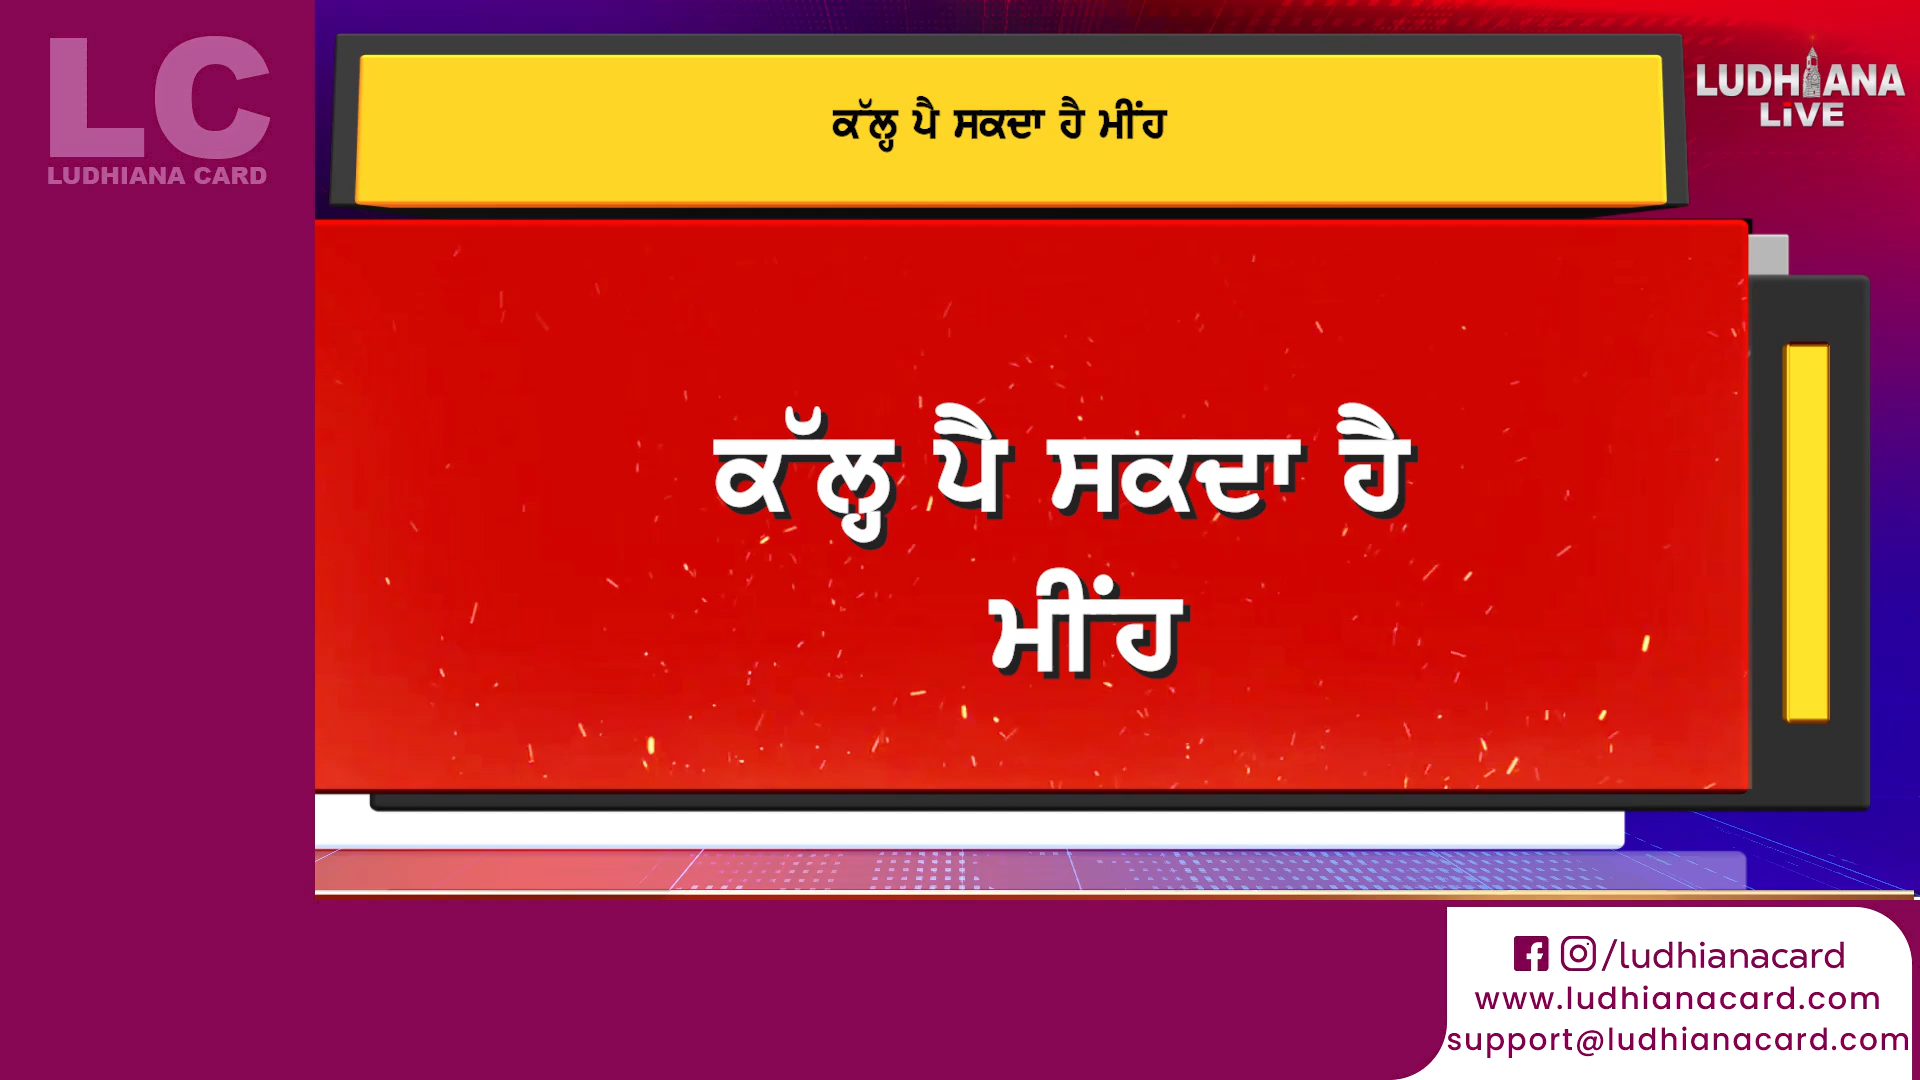 LC
LUDHIANA CARD
ਕੱਲ੍ਹ ਪੈ ਸਕਦਾ ਹੈ ਮੀਂਹ
LUDHIANA
LiVE
ਕੱਲ੍ਹ ਪੈ ਸਕਦਾ ਹੈ
ਮੀਂਹ
/ludhianacard
www.ludhianacard.com
support@ludhianacard.com